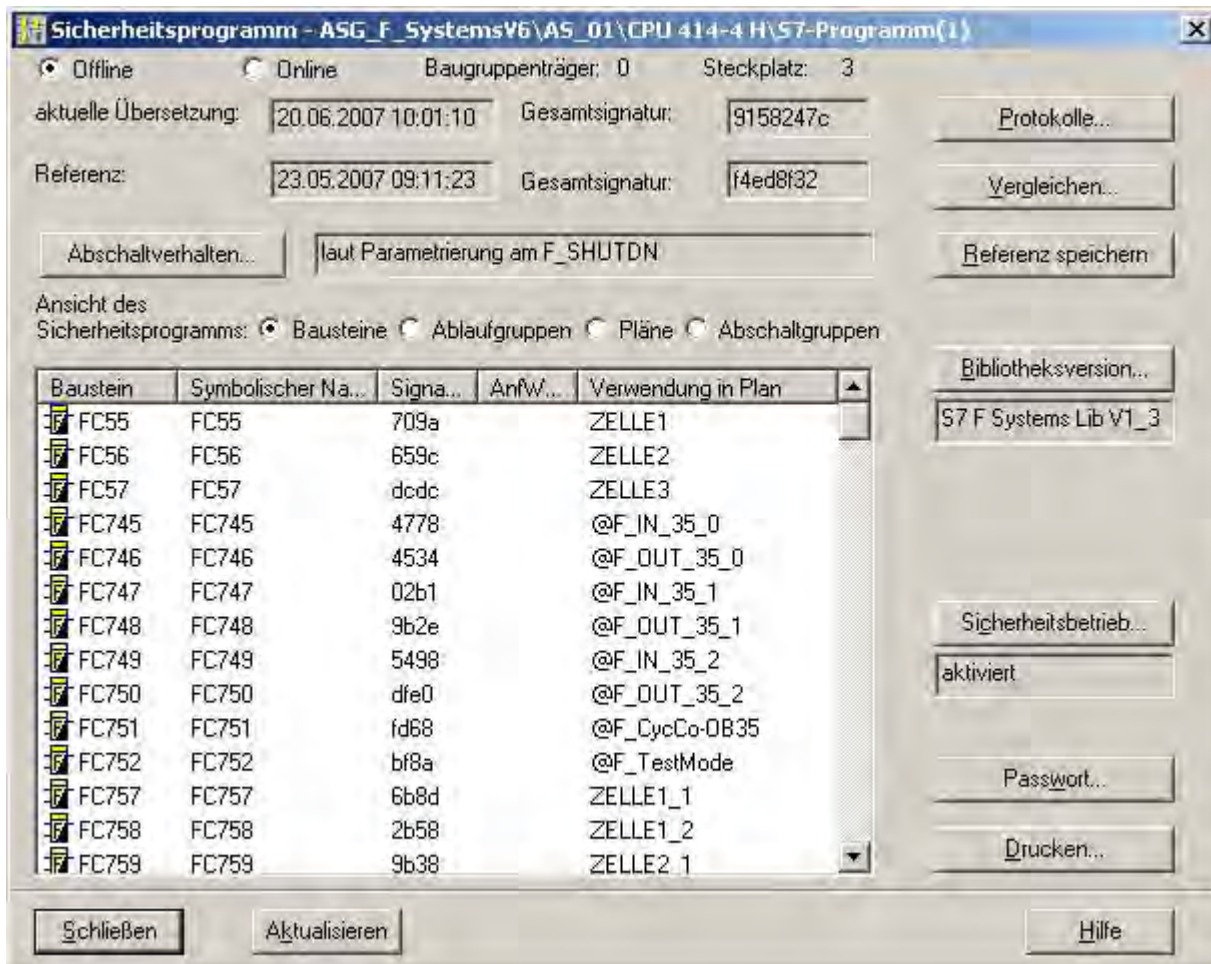 Sicherheitsprogramm - ASG_F_SystemsV6\AS_01\CPU 414-4 H\S7-Programm(1)
Offline Online Baugruppenträger: 0 Steckplatz: 3
aktuelle Übersetzung: 20.06.2007 10:01:10 Gesamtsignatur: 9158247c Protokolle...
Referenz: 23.05.2007 09:11:23 Gesamtsignatur: f4ed8f32 Vergleichen...
Abschaltverhalten... laut Parametrierung am F_SHUTDN Referenz speichern
Ansicht des
Sicherheitsprogramms: Bausteine Ablaufgruppen Pläne Abschaltgruppen
Bibliotheksversion...
S7 F Systems Lib V1_3
Baustein Symbolischer Na... Signa... AnfW... Verwendung in Plan
FC55 FC55 709a ZELLE1
FC56 FC56 659c ZELLE2
FC57 FC57 dcdc ZELLE3
FC745 FC745 4778 @F_IN_35_0
FC746 FC746 4534 @F_OUT_35_0
FC747 FC747 02b1 @F_IN_35_1
FC748 FC748 9b2e @F_OUT_35_1
FC749 FC749 5498 @F_IN_35_2
FC750 FC750 dfe0 @F_OUT_35_2
FC751 FC751 fd68 @F_CycCo-OB35
FC752 FC752 bf8a @F_TestMode
FC757 FC757 6b8d ZELLE1_1
FC758 FC758 2b58 ZELLE1_2
FC759 FC759 9b38 ZELLE2_1
Sicherheitsbetrieb...
aktiviert
Passwort...
Drucken...
Schließen Aktualisieren Hilfe